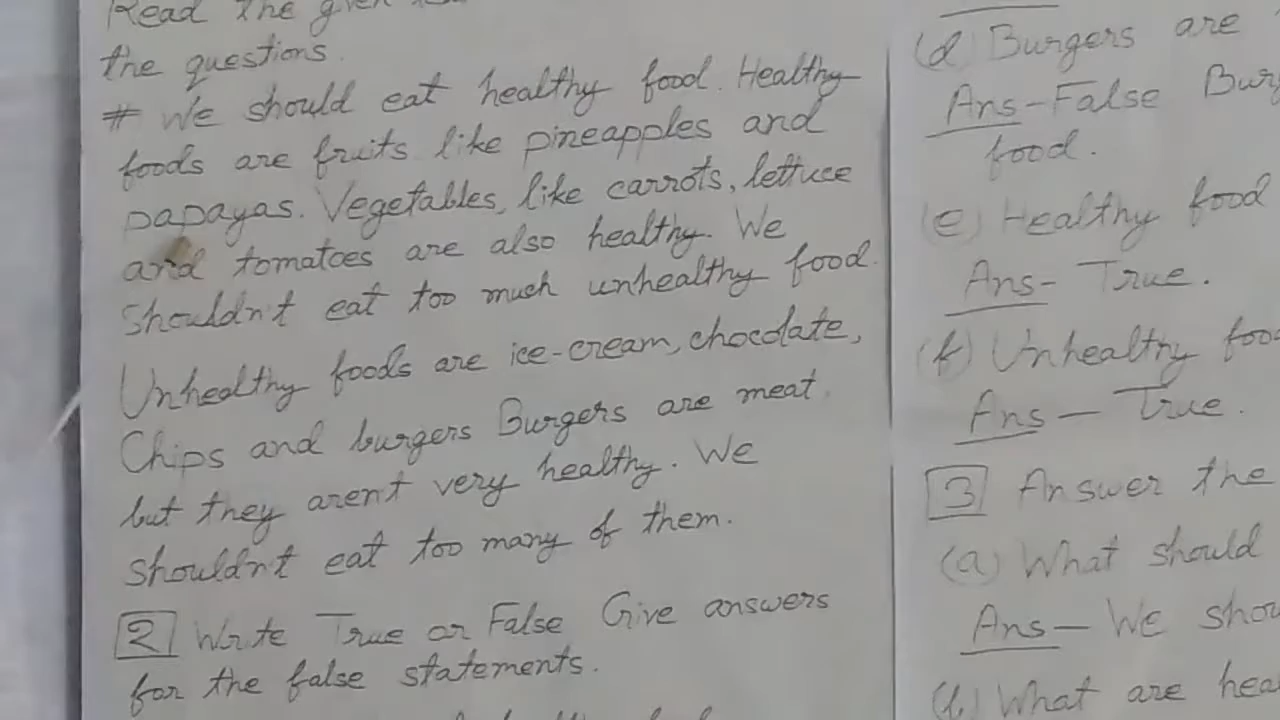 Read the given
the questions.
# We should eat healthy food. Healthy
foods are fruits like pineapples and
papayas. Vegetables, like carrots, lettuce
and tomatoes are also healthy. We
shouldn't eat too much unhealthy food.
Unhealthy foods are ice-cream, chocolate,
Chips and burgers Burgers are meat.
but they aren't very healthy. We
shouldn't eat too many of them.
2 Write True or False Give answers
for the false statements.
(d) Burgers are
Ans-False
food.
(e) Healthy food
Ans- True.
(f) Unhealthy
Ans – True.
3 Answer the
(a) What should
Ans – We
(b) What are